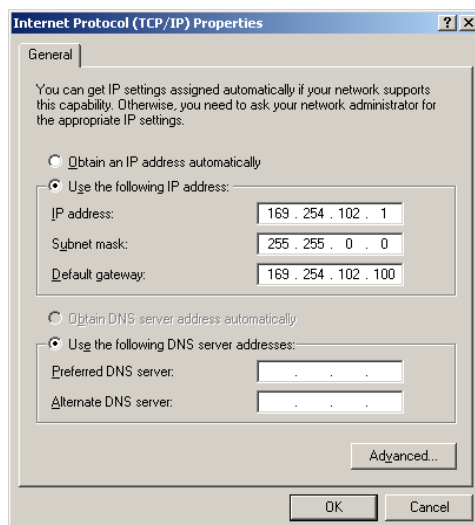 Internet Protocol (TCP/IP) Properties
General
You can get IP settings assigned automatically if your network supports
this capability. Otherwise, you need to ask your network administrator for
the appropriate IP settings.
Obtain an IP address automatically
Use the following IP address:
IP address: 169 . 254 . 102 . 1
Subnet mask: 255 . 255 . 0 . 0
Default gateway: 169 . 254 . 102 . 100
Obtain DNS server address automatically
Use the following DNS server addresses:
Preferred DNS server: . . .
Alternate DNS server: . . .
Advanced...
OK Cancel